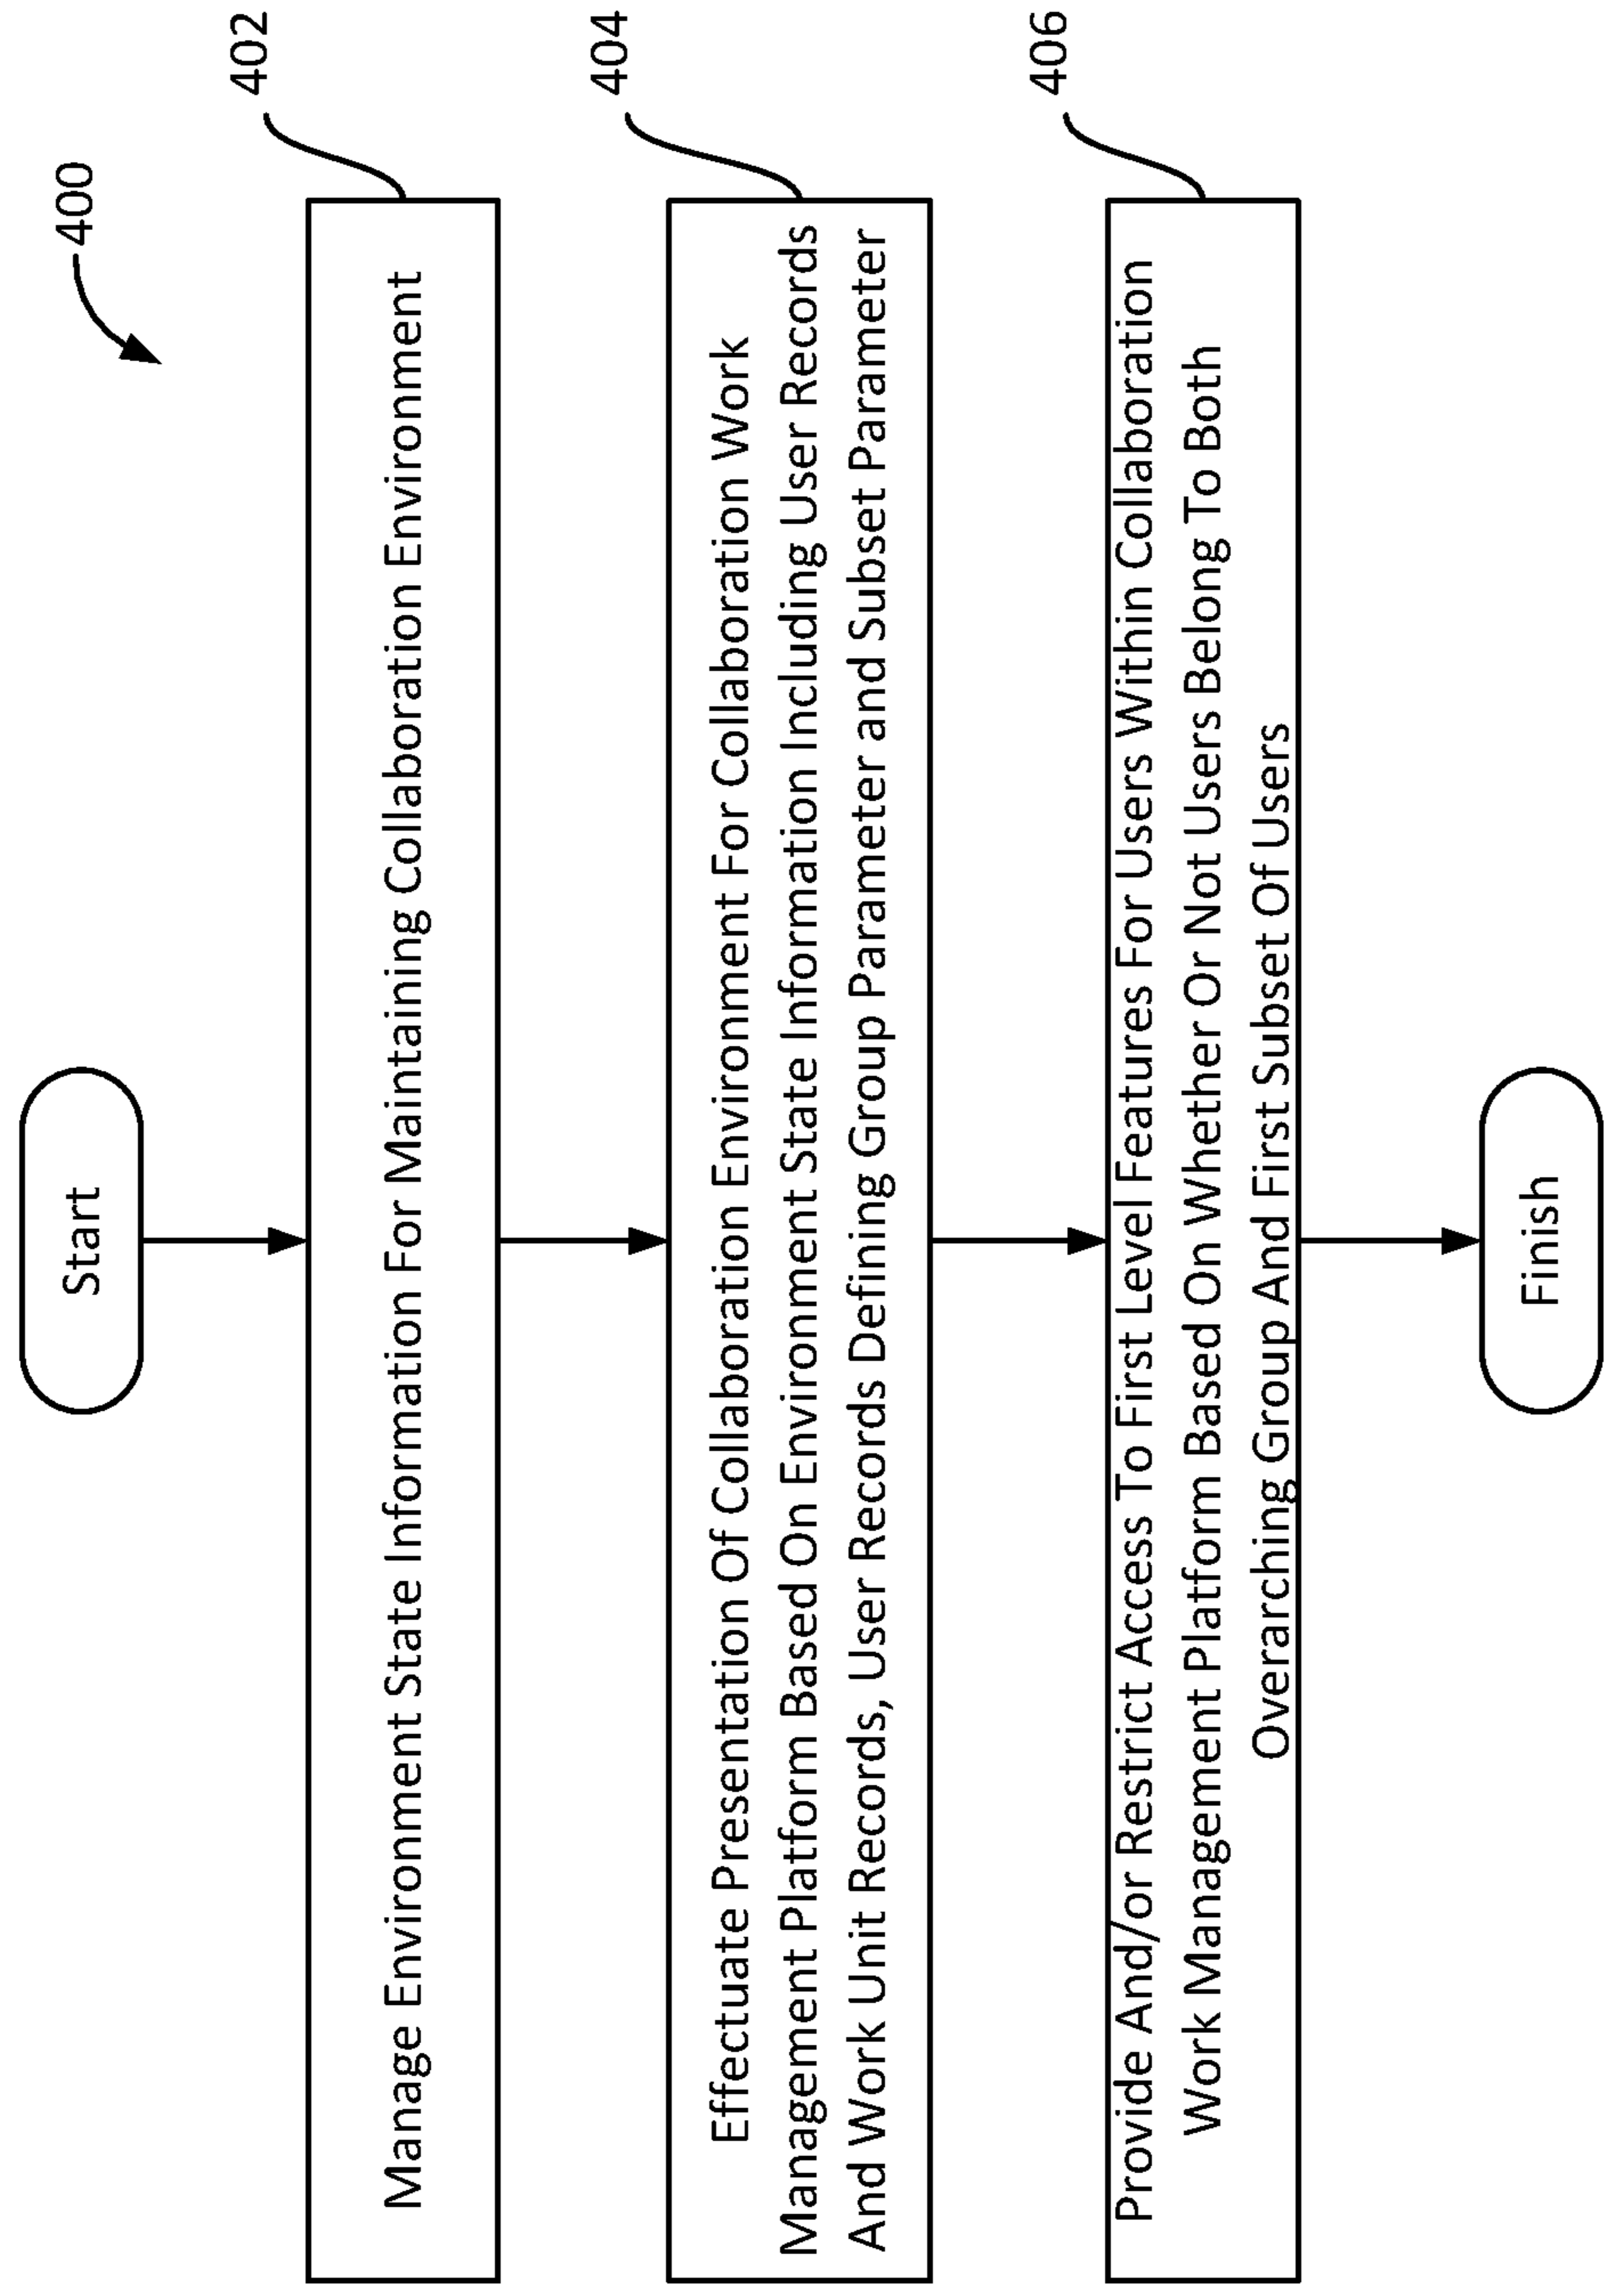 400
Start
402
Manage Environment State Information For Maintaining Collaboration Environment
404
Effectuate Presentation Of Collaboration Environment For Collaboration Work
Management Platform Based On Environment State Information Including User Records
And Work Unit Records, User Records Defining Group Parameter and Subset Parameter
406
Provide And/or Restrict Access To First Level Features For Users Within Collaboration
Work Management Platform Based On Whether Or Not Users Belong To Both
Overarching Group And First Subset Of Users
Finish